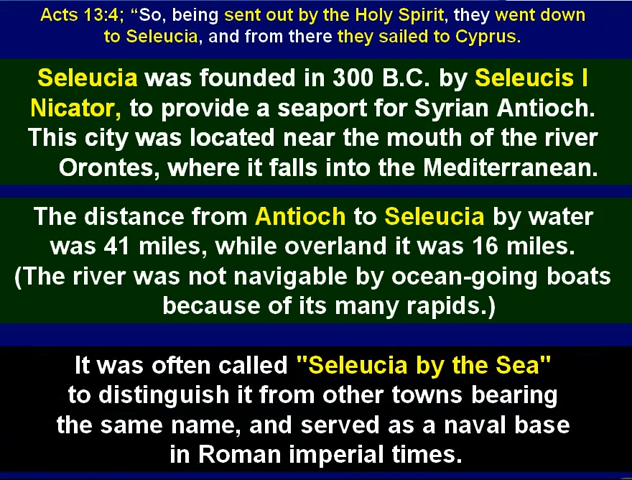 Acts 13:4; “So, being sent out by the Holy Spirit, they went down
to Seleucia, and from there they sailed to Cyprus.
Seleucia was founded in 300 B.C. by Seleucis I
Nicator, to provide a seaport for Syrian Antioch.
This city was located near the mouth of the river
Orontes, where it falls into the Mediterranean.
The distance from Antioch to Seleucia by water
was 41 miles, while overland it was 16 miles.
(The river was not navigable by ocean-going boats
because of its many rapids.)
It was often called "Seleucia by the Sea"
to distinguish it from other towns bearing
the same name, and served as a naval base
in Roman imperial times.